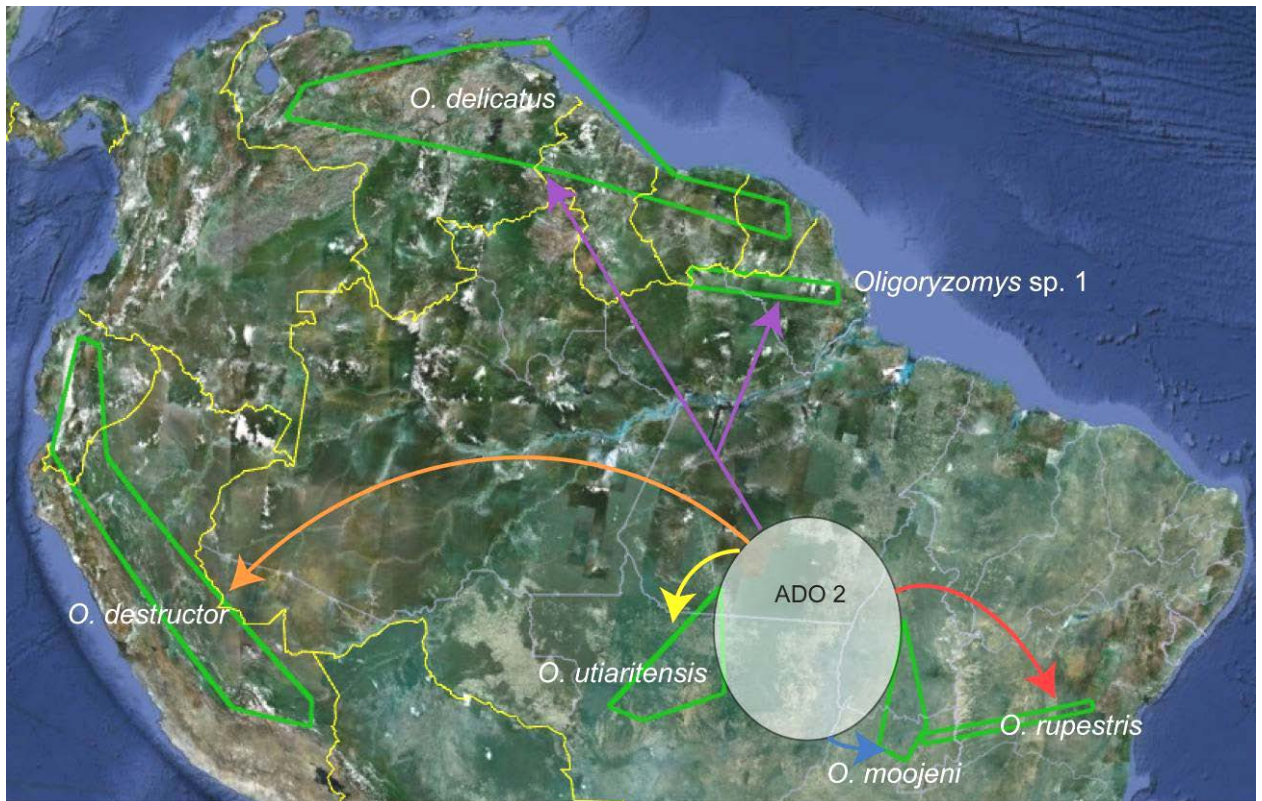 O. delicatus
Oligoryzomys sp. 1
ADO 2
O. destructor
O. utiaritensis
O. rupestris
O. moojeni